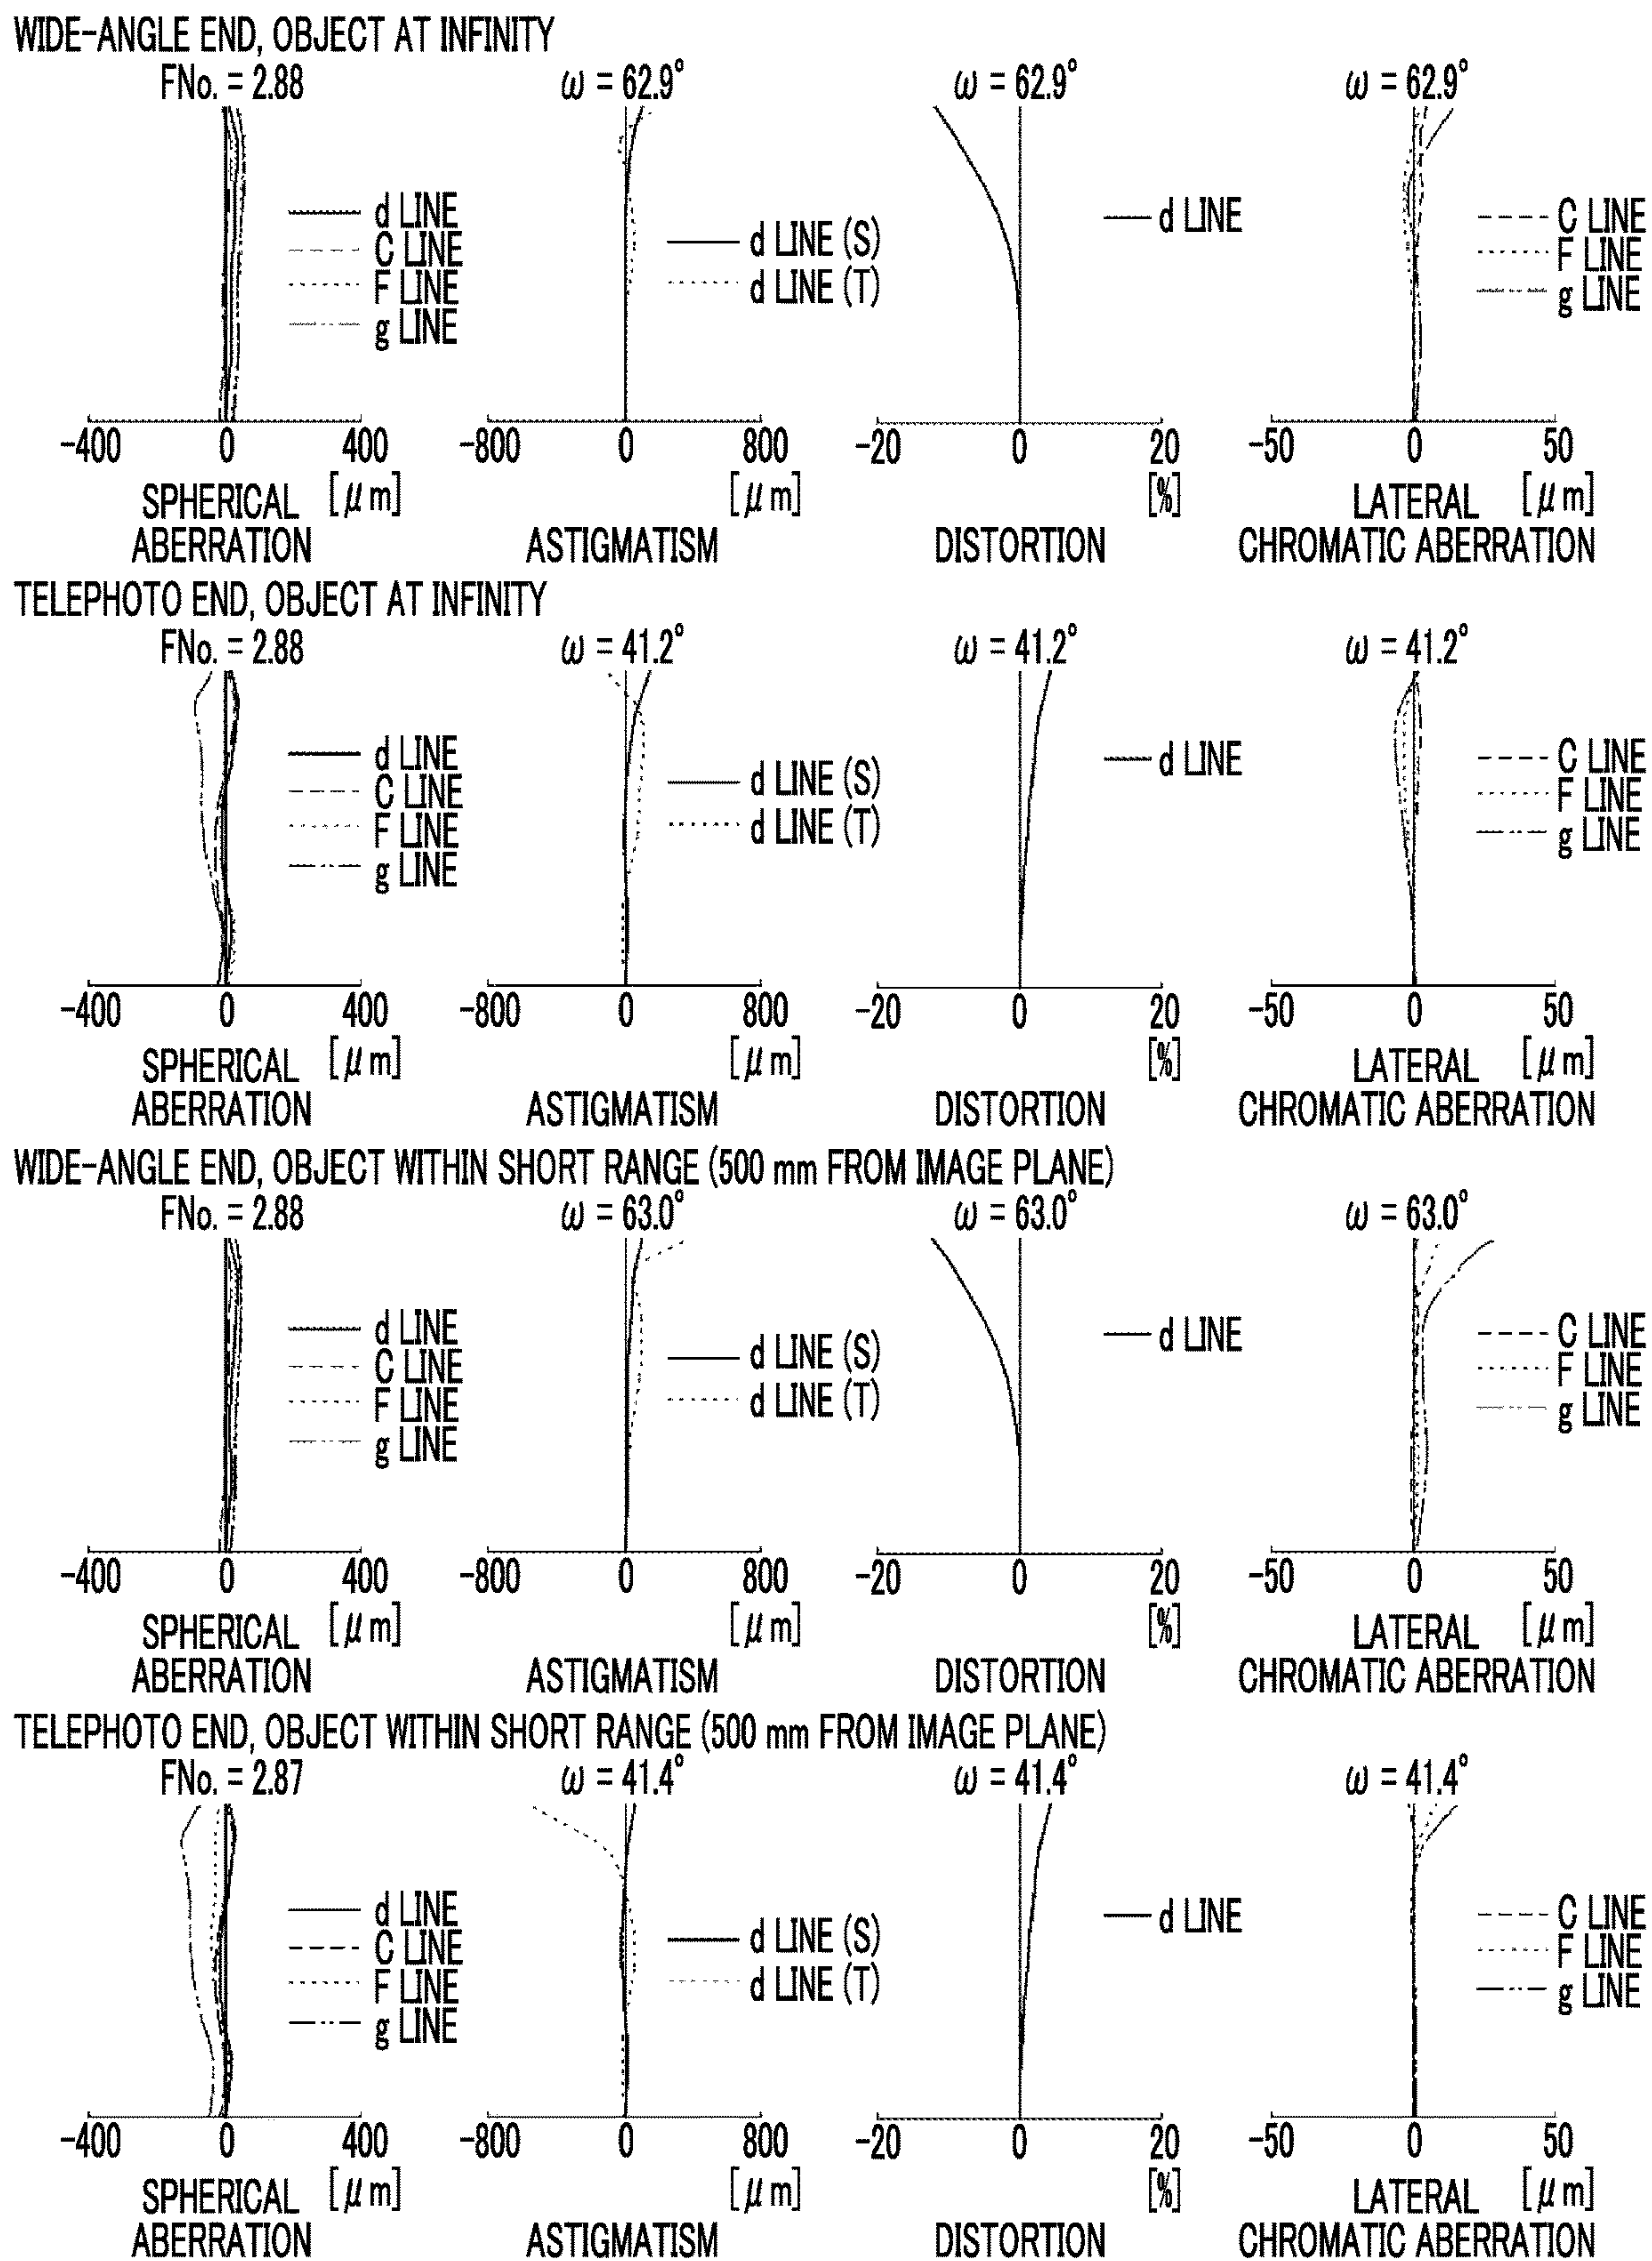 WIDE-ANGLE END, OBJECT AT INFINITY
FNo. = 2.88
ω = 62.9°
ω = 62.9°
ω = 62.9°
d LINE
C LINE
F LINE
g LINE
d LINE (S)
d LINE (T)
d LINE
C LINE
F LINE
g LINE
-400 0 400
-800 0 800
-20 0 20
-50 0 50
SPHERICAL [μm]
ABERRATION
[μm]
ASTIGMATISM
[%]
DISTORTION
LATERAL [μm]
CHROMATIC ABERRATION
TELEPHOTO END, OBJECT AT INFINITY
FNo. = 2.88
ω = 41.2°
ω = 41.2°
ω = 41.2°
d LINE
C LINE
F LINE
g LINE
d LINE (S)
d LINE (T)
d LINE
C LINE
F LINE
g LINE
-400 0 400
-800 0 800
-20 0 20
-50 0 50
SPHERICAL [μm]
ABERRATION
[μm]
ASTIGMATISM
[%]
DISTORTION
LATERAL [μm]
CHROMATIC ABERRATION
WIDE-ANGLE END, OBJECT WITHIN SHORT RANGE (500 mm FROM IMAGE PLANE)
FNo. = 2.88
ω = 63.0°
ω = 63.0°
ω = 63.0°
d LINE
C LINE
F LINE
g LINE
d LINE (S)
d LINE (T)
d LINE
C LINE
F LINE
g LINE
-400 0 400
-800 0 800
-20 0 20
-50 0 50
SPHERICAL [μm]
ABERRATION
[μm]
ASTIGMATISM
[%]
DISTORTION
LATERAL [μm]
CHROMATIC ABERRATION
TELEPHOTO END, OBJECT WITHIN SHORT RANGE (500 mm FROM IMAGE PLANE)
FNo. = 2.87
ω = 41.4°
ω = 41.4°
ω = 41.4°
d LINE
C LINE
F LINE
g LINE
d LINE (S)
d LINE (T)
d LINE
C LINE
F LINE
g LINE
-400 0 400
-800 0 800
-20 0 20
-50 0 50
SPHERICAL [μm]
ABERRATION
[μm]
ASTIGMATISM
[%]
DISTORTION
LATERAL [μm]
CHROMATIC ABERRATION